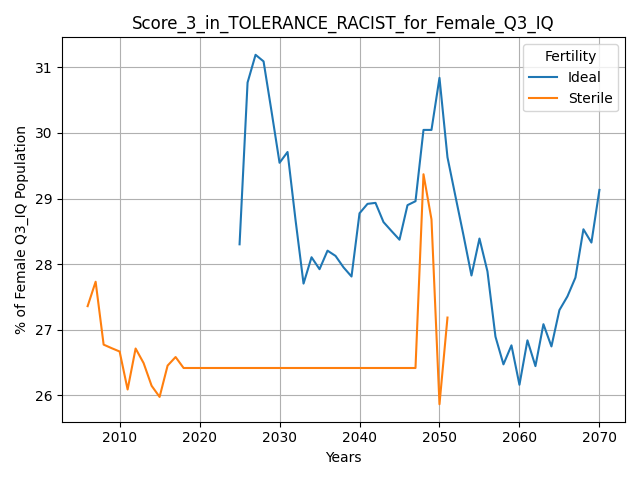 Score_3_in_TOLERANCE_RACIST_for_Female_Q3_IQ
Fertility
Ideal
Sterile
% of Female Q3_IQ Population
31
30
29
28
27
26
2010 2020 2030 2040 2050 2060 2070
Years